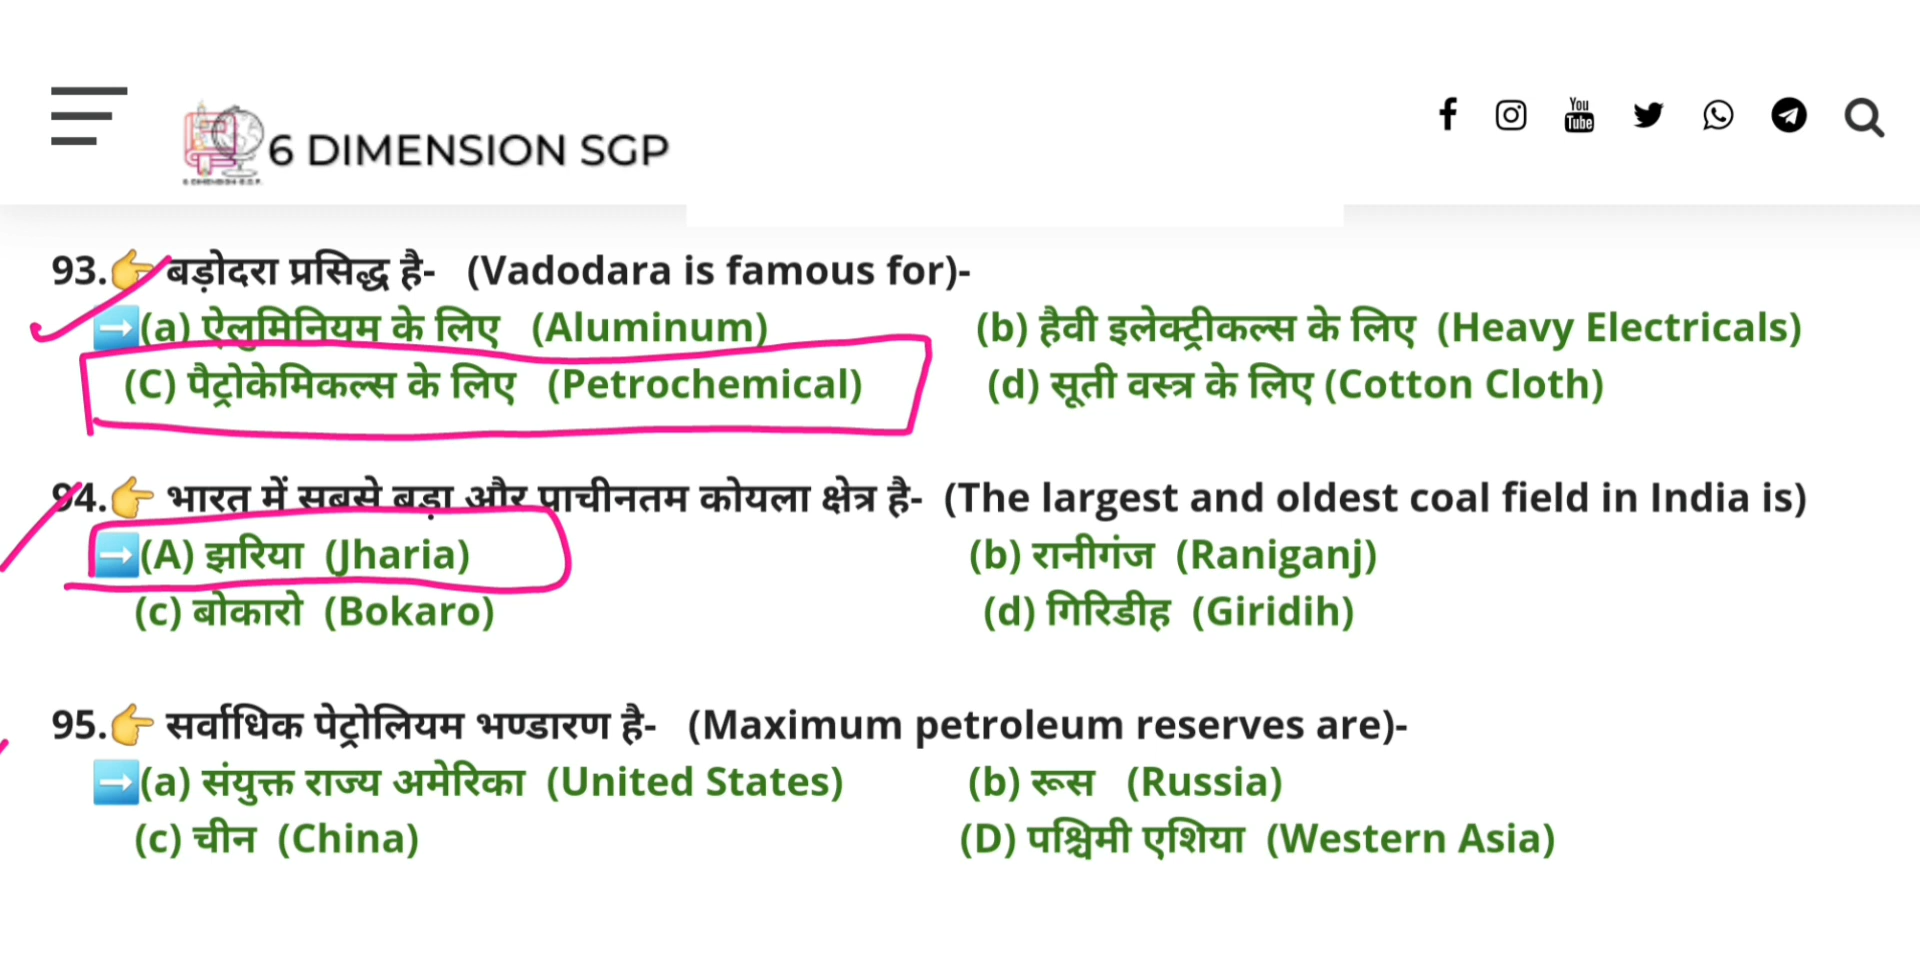 6 DIMENSION SGP
You
Tube
93.👉 बड़ोदरा प्रसिद्ध है- (Vadodara is famous for)-
➡️(a) ऐलुमिनियम के लिए (Aluminum) (b) हैवी इलेक्ट्रीकल्स के लिए (Heavy Electricals)
(C) पैट्रोकेमिकल्स के लिए (Petrochemical) (d) सूती वस्त्र के लिए (Cotton Cloth)
94.👉 भारत में सबसे बड़ा और प्राचीनतम कोयला क्षेत्र है- (The largest and oldest coal field in India is)
➡️(A) झरिया (Jharia) (b) रानीगंज (Raniganj)
(c) बोकारो (Bokaro) (d) गिरिडीह (Giridih)
95.👉 सर्वाधिक पेट्रोलियम भण्डारण है- (Maximum petroleum reserves are)-
➡️(a) संयुक्त राज्य अमेरिका (United States) (b) रूस (Russia)
(c) चीन (China) (D) पश्चिमी एशिया (Western Asia)